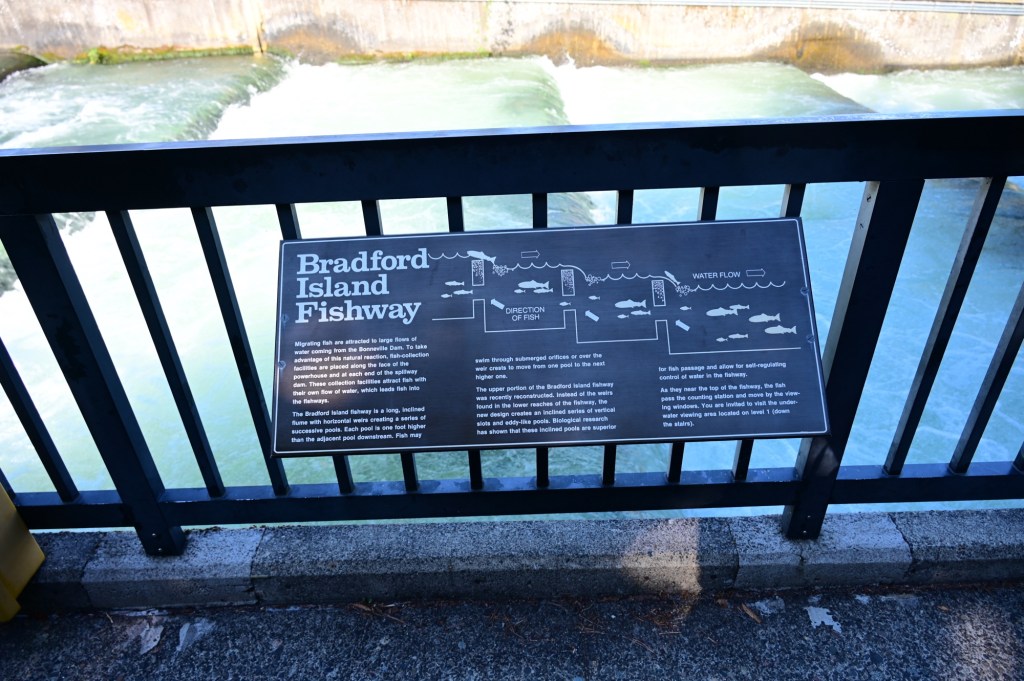 Bradford
Island
Fishway
WATER FLOW
DIRECTION
OF FISH
Migrating fish are attracted to large flows of
water coming from the Bonneville Dam. To take
advantage of this natural reaction, fish-collection
facilities are placed along the face of the
powerhouse and at each end of the spillway
dam. These collection facilities attract fish with
their own flow of water, which leads fish into
the fishways.
The Bradford Island fishway is a long, inclined
flume with horizontal weirs creating a series of
successive pools. Each pool is one foot higher
than the adjacent pool downstream. Fish may
swim through submerged orifices or over the
weir crests to move from one pool to the next
higher one.
The upper portion of the Bradford Island fishway
was recently reconstructed. Instead of the weirs
found in the lower reaches of the fishway, the
new design creates an inclined series of vertical
slots and eddy-like pools. Biological research
has shown that these inclined pools are superior
for fish passage and allow for self-regulating
control of water in the fishway.
As they near the top of the fishway, the fish
pass the counting station and move by the view-
ing windows. You are invited to visit the under-
water viewing area located on level 1 (down
the stairs).